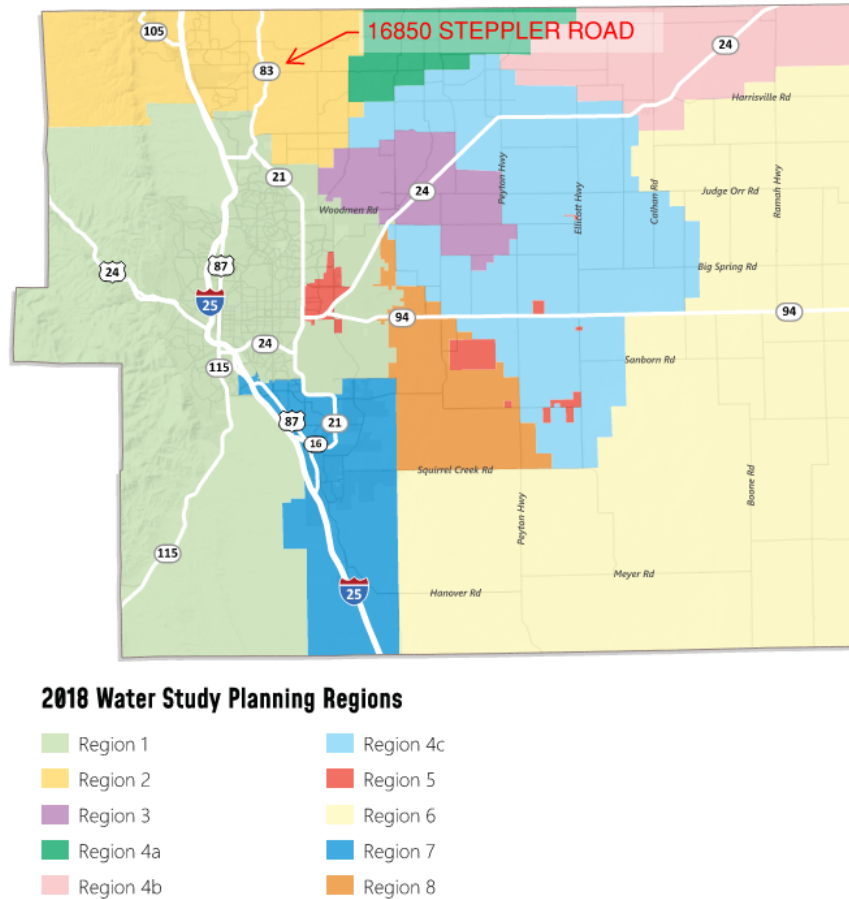 105
16850 STEPPLER ROAD
24
83
Harrisville Rd
21
24
Peyton Hwy
Ellicott Hwy
Calhan Rd
Judge Orr Rd
Ramah Hwy
Woodmen Rd
24
87
25
Big Spring Rd
94
94
24
115
Sanborn Rd
87
21
16
Squirrel Creek Rd
Boone Rd
Peyton Hwy
115
25
Hanover Rd
Meyer Rd
2018 Water Study Planning Regions
Region 1
Region 2
Region 3
Region 4a
Region 4b
Region 4c
Region 5
Region 6
Region 7
Region 8